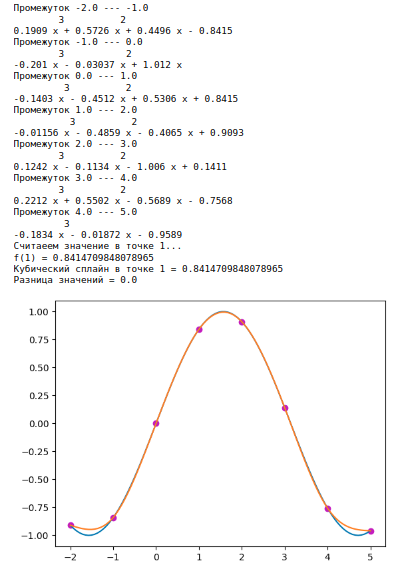 Промежуток -2.0 --- -1.0
        3          2
0.1909 x + 0.5726 x + 0.4496 x - 0.8415
Промежуток -1.0 --- 0.0
        3           2
-0.201 x - 0.03037 x + 1.012 x
Промежуток 0.0 --- 1.0
         3          2
-0.1403 x - 0.4512 x + 0.5306 x + 0.8415
Промежуток 1.0 --- 2.0
          3          2
-0.01156 x - 0.4859 x - 0.4065 x + 0.9093
Промежуток 2.0 --- 3.0
        3          2
0.1242 x - 0.1134 x - 1.006 x + 0.1411
Промежуток 3.0 --- 4.0
        3          2
0.2212 x + 0.5502 x - 0.5689 x - 0.7568
Промежуток 4.0 --- 5.0
         3
-0.1834 x - 0.01872 x - 0.9589
Считаеем значение в точке 1...
f(1) = 0.8414709848078965
Кубический сплайн в точке 1 = 0.8414709848078965
Разница значений = 0.0
1.00
0.75
0.50
0.25
0.00
−0.25
−0.50
−0.75
−1.00
−2 −1 0 1 2 3 4 5